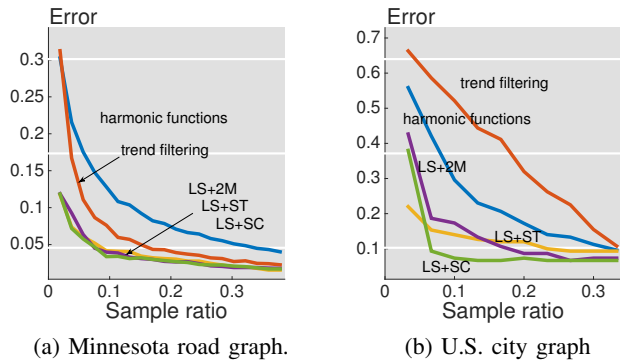 Error
0.3
0.2
0.15
0.1
0.05
0
0.1
0.2
0.3
Sample ratio
harmonic functions
trend filtering
LS+2M
LS+ST
LS+SC
(a) Minnesota road graph.
Error
0.7
0.6
0.5
0.4
0.3
0.2
0.1
0
0.1
0.2
0.3
Sample ratio
trend filtering
harmonic functions
LS+2M
LS+ST
LS+SC
(b) U.S. city graph